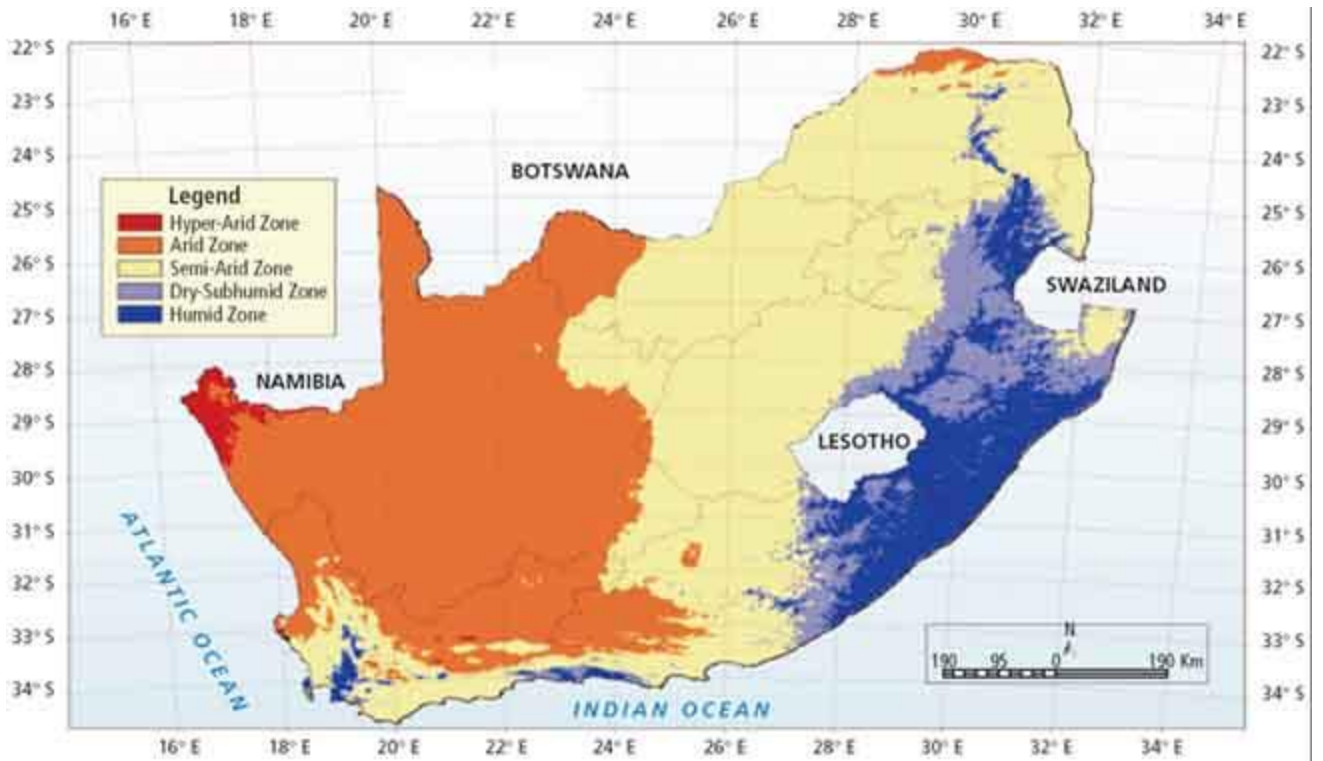 16° E 18° E 20° E 22° E 24° E 26° E 28° E 30° E 32° E 34° E
22° S 22° S
23° S 23° S
24° S 24° S
BOTSWANA
Legend
Hyper-Arid Zone
Arid Zone
Semi-Arid Zone
Dry-Subhumid Zone
Humid Zone
25° S 25° S
26° S 26° S
SWAZILAND
27° S 27° S
28° S 28° S
NAMIBIA
29° S 29° S
LESOTHO
30° S 30° S
31° S 31° S
ATLANTIC OCEAN
32° S 32° S
33° S 33° S
N
190 95 0 190 Km
34° S 34° S
INDIAN OCEAN
16° E 18° E 20° E 22° E 24° E 26° E 28° E 30° E 32° E 34° E